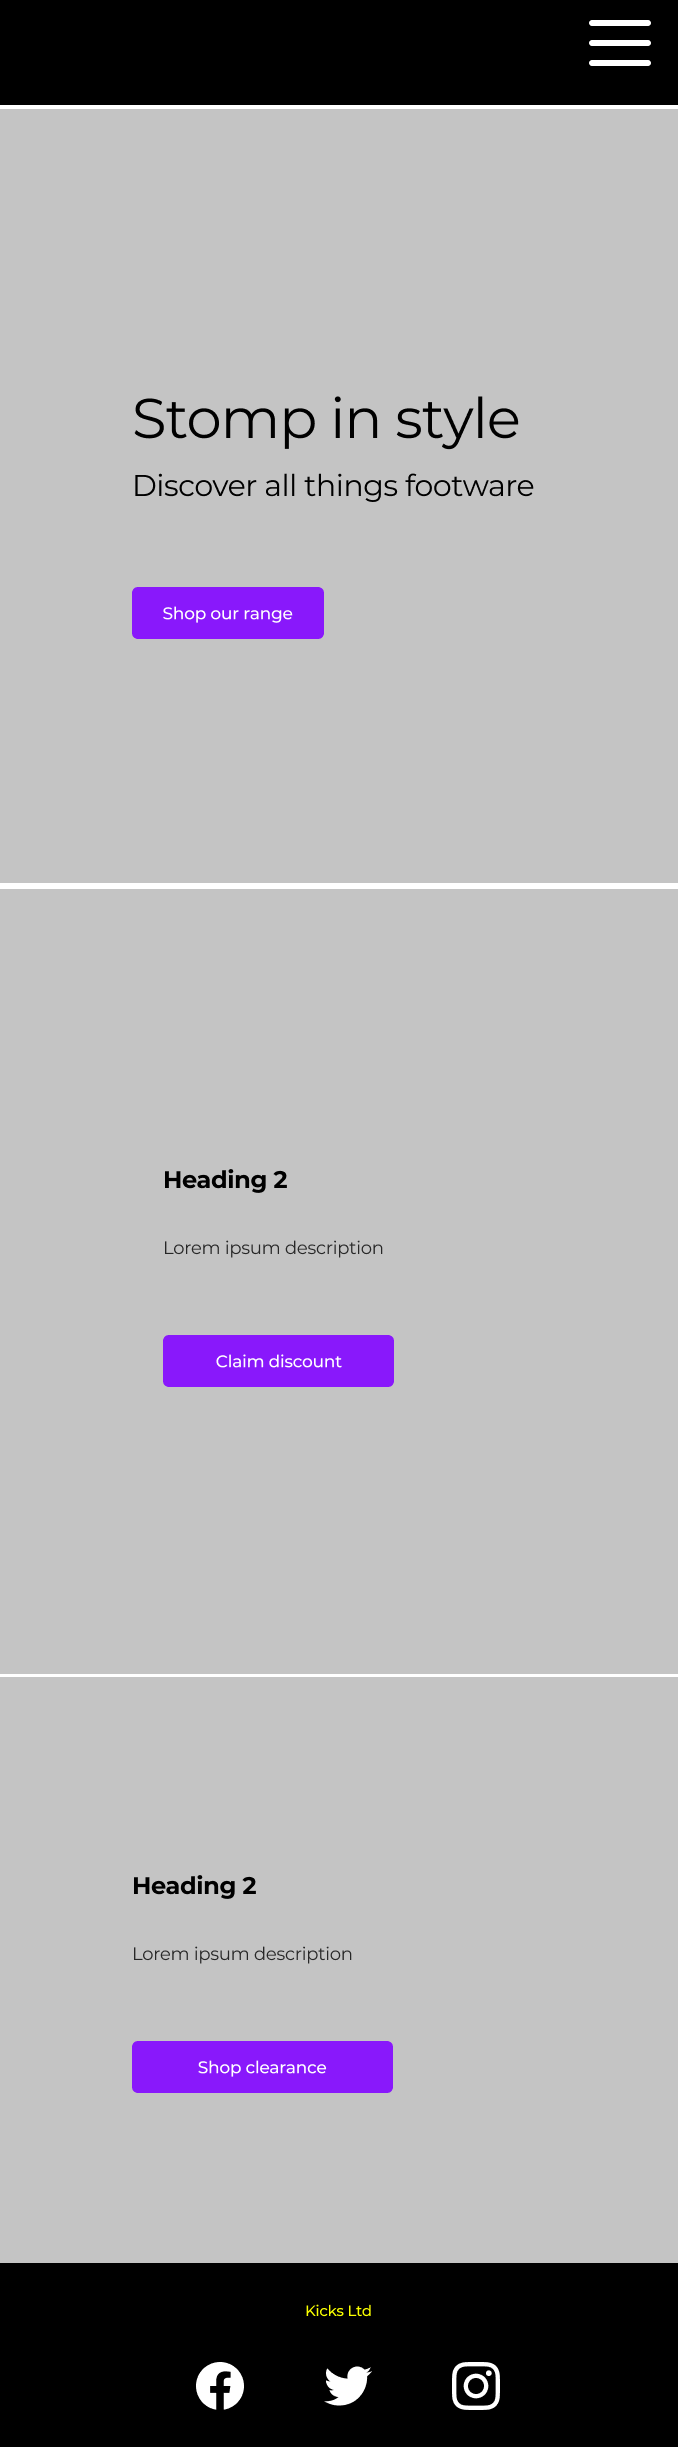 Stomp in style
Discover all things footware
Shop our range
Heading 2
Lorem ipsum description
Claim discount
Heading 2
Lorem ipsum description
Shop clearance
Kicks Ltd